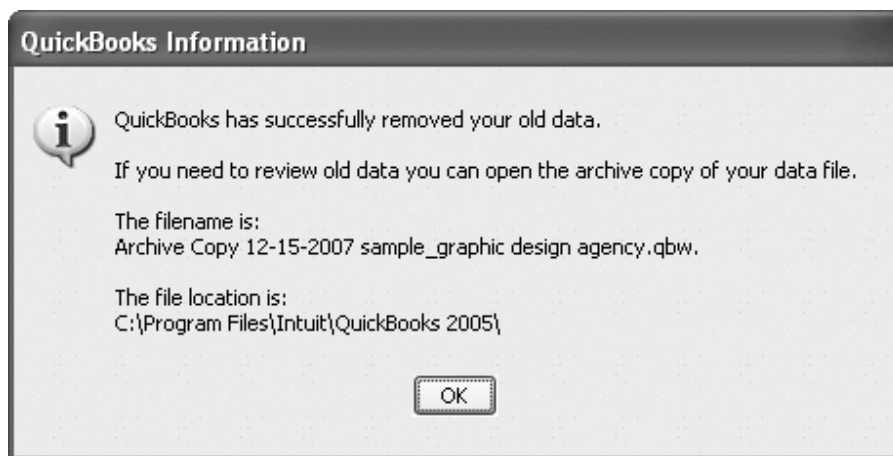 QuickBooks Information
QuickBooks has successfully removed your old data.
If you need to review old data you can open the archive copy of your data file.
The filename is:
Archive Copy 12-15-2007 sample_graphic design agency.qbw.
The file location is:
C:\Program Files\Intuit\QuickBooks 2005\
OK